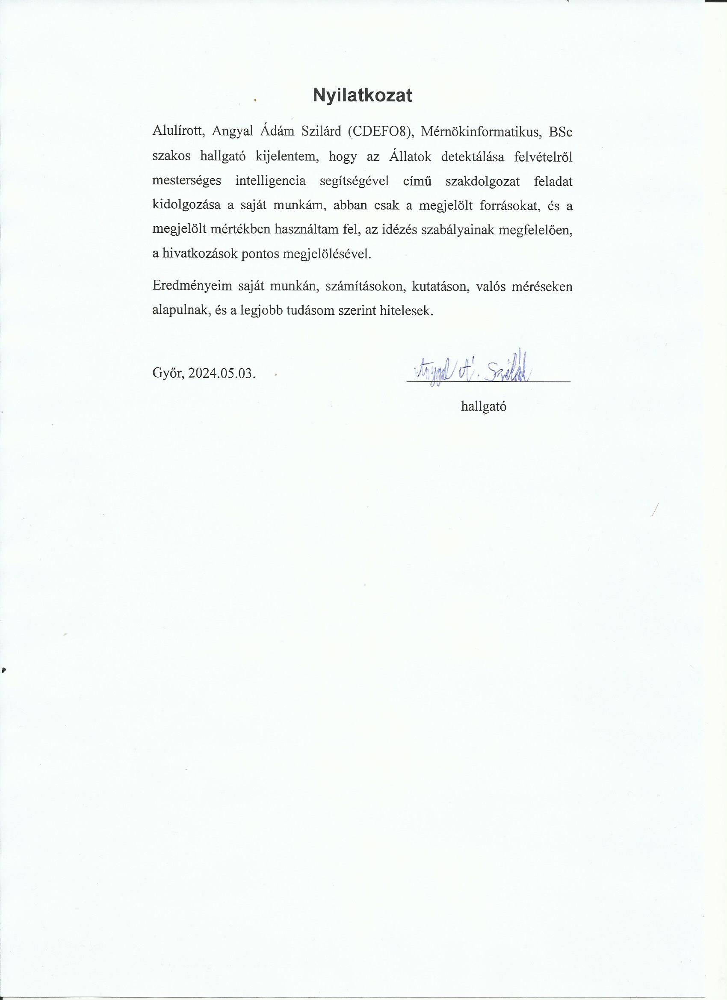 Nyilatkozat
Alulírott, Angyal Ádám Szilárd (CDEFO8), Mérnökinformatikus, BSc
szakos hallgató kijelentem, hogy az Állatok detektálása felvételről
mesterséges intelligencia segítségével című szakdolgozat feladat
kidolgozása a saját munkám, abban csak a megjelölt forrásokat, és a
megjelölt mértékben használtam fel, az idézés szabályainak megfelelően,
a hivatkozások pontos megjelölésével.
Eredményeim saját munkán, számításokon, kutatáson, valós méréseken
alapulnak, és a legjobb tudásom szerint hitelesek.
Győr, 2024.05.03.
Angyal Á. Szilárd
hallgató